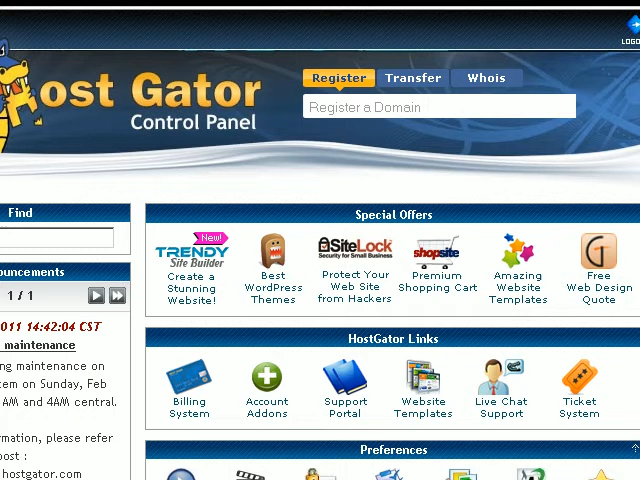 LOGO
ost Gator
Control Panel
Register
Transfer
Whois
Register a Domain
Find
ouncements
1 / 1
011 14:42:04 CST
maintenance
ng maintenance on
tem on Sunday, Feb
AM and 4AM central.
rmation, please refer
post :
hostgator.com
Special Offers
New!
TRENDY
Site Builder
Create a
Stunning
Website!
Best
WordPress
Themes
SiteLock
Security for Small Business
Protect Your
Web Site
from Hackers
shopsite
Premium
Shopping Cart
Amazing
Website
Templates
Free
Web Design
Quote
HostGator Links
Billing
System
Account
Addons
Support
Portal
Website
Templates
Live Chat
Support
Ticket
System
Preferences